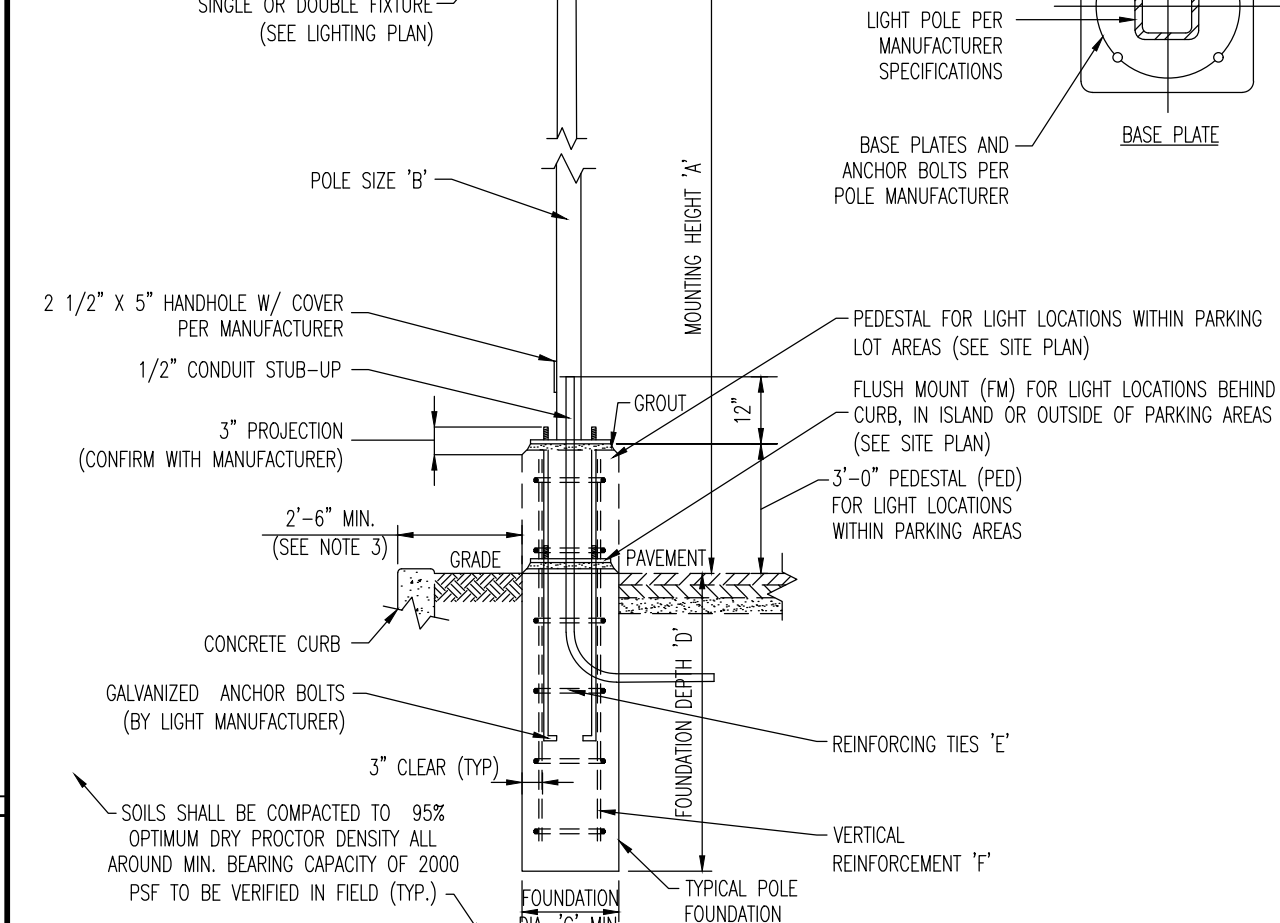 SINGLE OR DOUBLE FIXTURE
(SEE LIGHTING PLAN)
LIGHT POLE PER
MANUFACTURER
SPECIFICATIONS
BASE PLATE
BASE PLATES AND
ANCHOR BOLTS PER
POLE MANUFACTURER
POLE SIZE 'B'
MOUNTING HEIGHT 'A'
2 1/2" X 5" HANDHOLE W/ COVER
PER MANUFACTURER
1/2" CONDUIT STUB-UP
3" PROJECTION
(CONFIRM WITH MANUFACTURER)
GROUT
12"
PEDESTAL FOR LIGHT LOCATIONS WITHIN PARKING
LOT AREAS (SEE SITE PLAN)
FLUSH MOUNT (FM) FOR LIGHT LOCATIONS BEHIND
CURB, IN ISLAND OR OUTSIDE OF PARKING AREAS
(SEE SITE PLAN)
3'-0" PEDESTAL (PED)
FOR LIGHT LOCATIONS
WITHIN PARKING AREAS
2'-6" MIN.
(SEE NOTE 3)
GRADE
PAVEMENT
CONCRETE CURB
GALVANIZED ANCHOR BOLTS
(BY LIGHT MANUFACTURER)
FOUNDATION DEPTH 'D'
REINFORCING TIES 'E'
3" CLEAR (TYP)
SOILS SHALL BE COMPACTED TO 95%
OPTIMUM DRY PROCTOR DENSITY ALL
AROUND MIN. BEARING CAPACITY OF 2000
PSF TO BE VERIFIED IN FIELD (TYP.)
VERTICAL
REINFORCEMENT 'F'
TYPICAL POLE
FOUNDATION
FOUNDATION
DIA. 'C' MIN